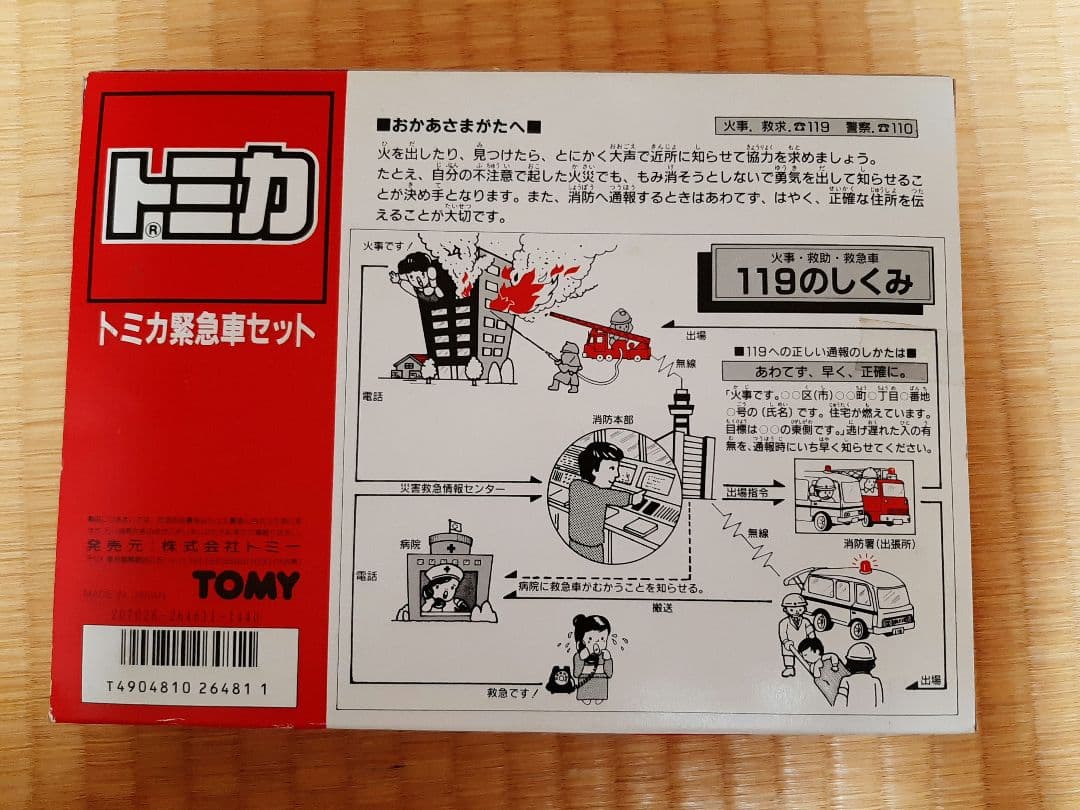 トミカ
®
トミカ緊急車セット
発売元:株式会社トミー
MADE IN JAPAN
TOMY
T4904810 26481 1
■おかあさまがたへ■
火事、救求.☎119 警察.☎110
火を出したり、見つけたら、とにかく大声で近所に知らせて協力を求めましょう。
たとえ、自分の不注意で起した火災でも、もみ消そうとしないで勇気を出して知らせるこ
とが決め手となります。また、消防へ通報するときはあわてず、はやく、正確な住所を伝
えることが大切です。
火事・救助・救急車
119のしくみ
火事です!
出場
無線
電話
■119への正しい通報のしかたは■
あわてず、早く、正確に。
「火事です。○○区(市)○○町○丁目○番地
○号の(氏名)です。住宅が燃えています。
目標は○○の東側です。」逃げ遅れた人の有
無を、通報時にいち早く知らせてください。
消防本部
災害救急情報センター
出場指令
消防署(出張所)
無線
病院
電話
病院に救急車がむかうことを知らせる。
搬送
救急です!
出場